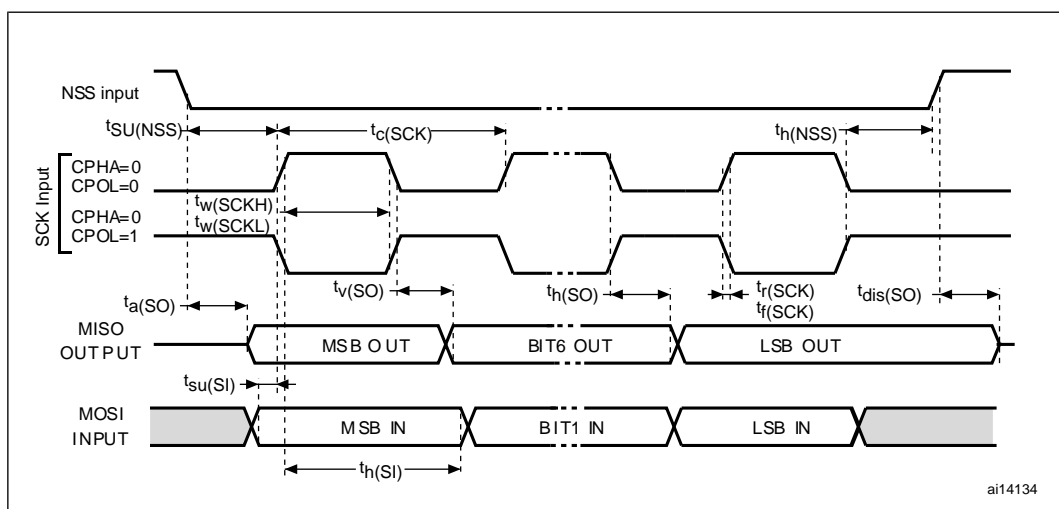 NSS input
tSU(NSS)
tc(SCK)
th(NSS)
SCK Input
CPHA=0
CPOL=0
tw(SCKH)
CPHA=0
tw(SCKL)
CPOL=1
ta(SO)
tv(SO)
th(SO)
tr(SCK)
tf(SCK)
tdis(SO)
MISO
OUTPUT
MSB OUT
BIT6 OUT
LSB OUT
tsu(SI)
MOSI
INPUT
MSB IN
BIT1 IN
LSB IN
th(SI)
ai14134